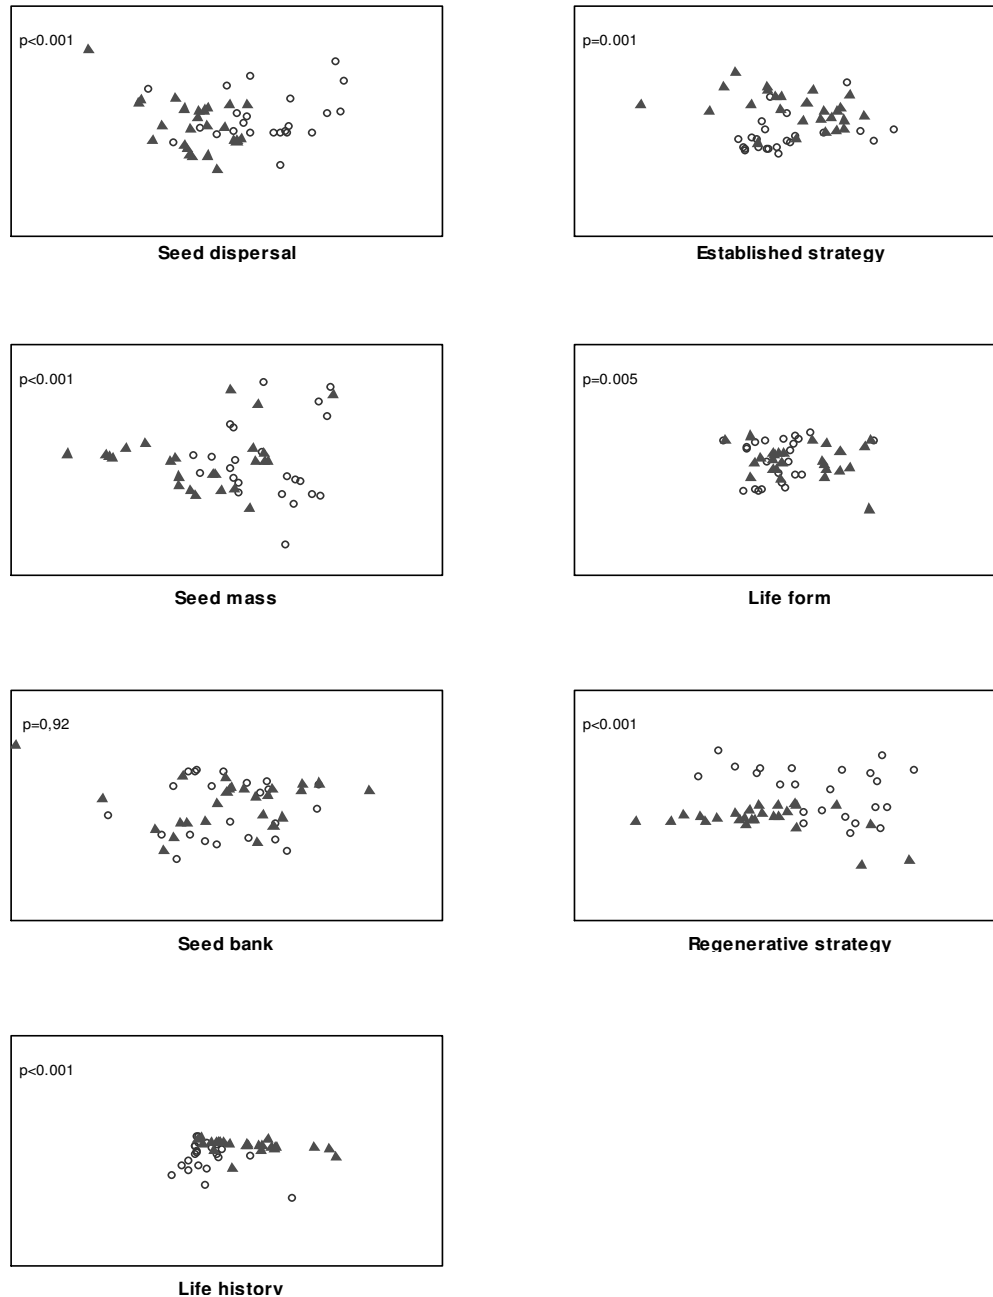 p<0.001
Seed dispersal
p=0.001
Established strategy
p<0.001
Seed mass
p=0.005
Life form
p=0,92
Seed bank
p<0.001
Regenerative strategy
p<0.001
Life history